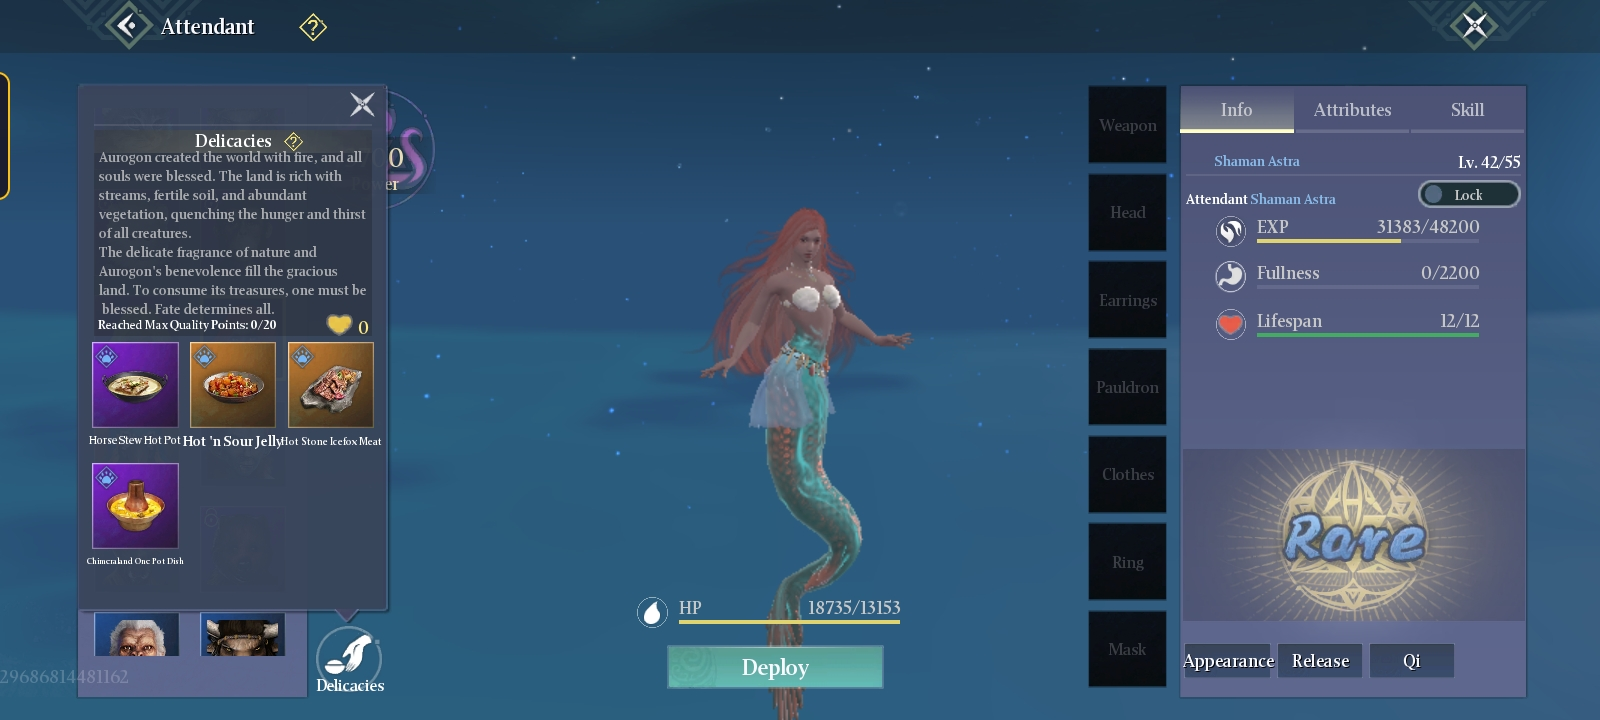 Attendant
?
Delicacies
?
Aurogon created the world with fire, and all
souls were blessed. The land is rich with
streams, fertile soil, and abundant
vegetation, quenching the hunger and thirst
of all creatures.
The delicate fragrance of nature and
Aurogon's benevolence fill the gracious
land. To consume its treasures, one must be
blessed. Fate determines all.
Reached Max Quality Points: 0/20
0
Horse Stew Hot Pot
Hot 'n Sour Jelly
Hot Stone Icefox Meat
Chimeraland One Pot Dish
Delicacies
29686814481162
HP 18735/13153
Deploy
Weapon
Head
Earrings
Pauldron
Clothes
Ring
Mask
Info Attributes Skill
Shaman Astra Lv. 42/55
Attendant Shaman Astra Lock
EXP 31383/48200
Fullness 0/2200
Lifespan 12/12
Rare
Appearance Release Qi